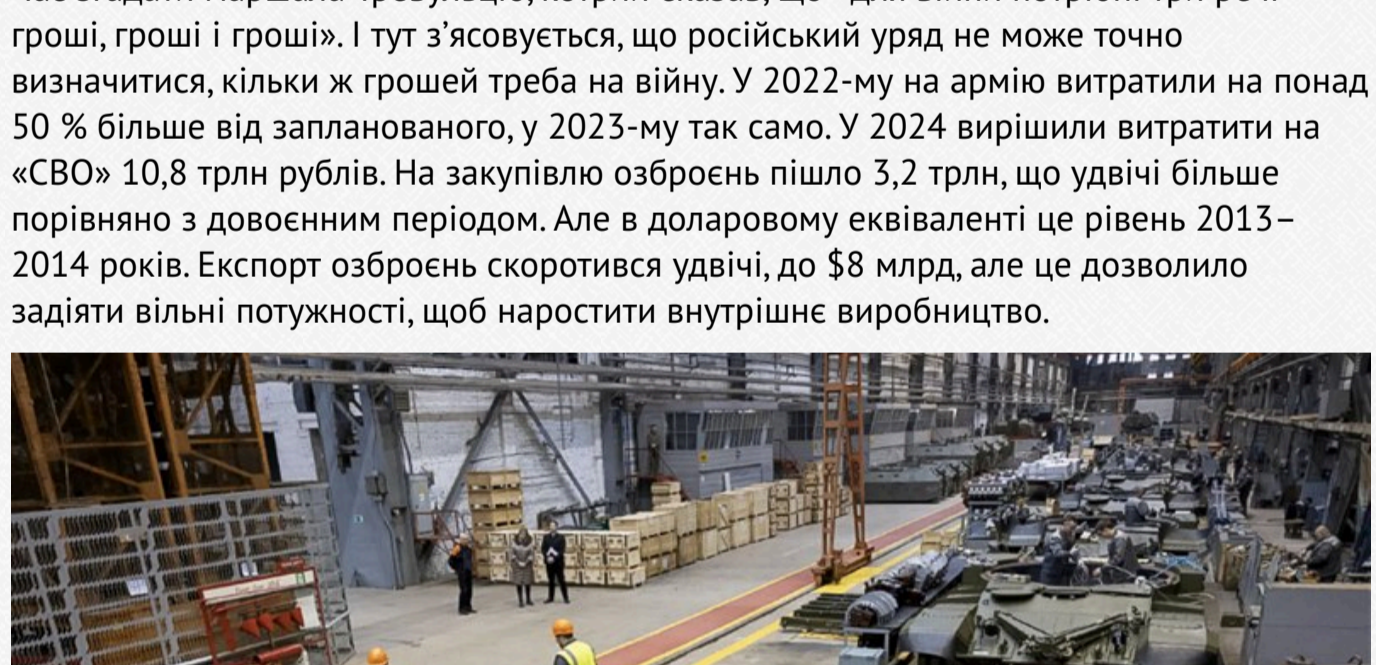 гроші, гроші і гроші». І тут з’ясовується, що російський уряд не може точно
визначитися, кільки ж грошей треба на війну. У 2022-му на армію витратили на понад
50 % більше від запланованого, у 2023-му так само. У 2024 вирішили витратити на
«СВО» 10,8 трлн рублів. На закупівлю озброєнь пішло 3,2 трлн, що удвічі більше
порівняно з довоєнним періодом. Але в доларовому еквіваленті це рівень 2013–
2014 років. Експорт озброєнь скоротився удвічі, до $8 млрд, але це дозволило
задіяти вільні потужності, щоб наростити внутрішнє виробництво.